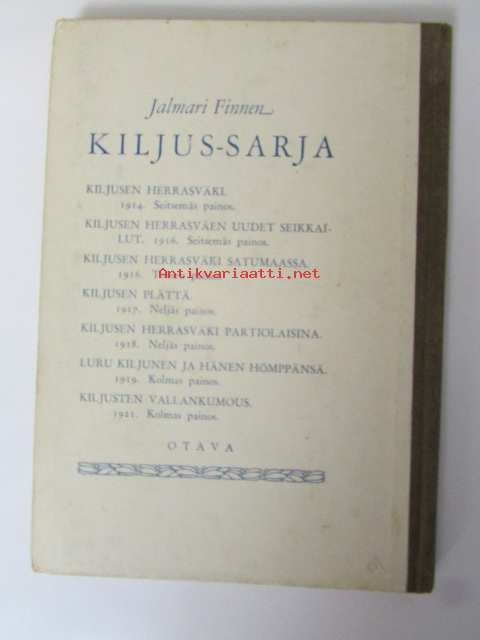 Jalmari Finnen
KILJUS-SARJA
KILJUSEN HERRASVÄKI.
1914. Seitsemäs painos.
KILJUSEN HERRASVÄEN UUDET SEIKKAI-
LUT. 1916. Seitsemäs painos.
KILJUSEN HERRASVÄKI SATUMAASSA.
1916.
Antikvariaatti.net
KILJUSEN PLÄTTÄ.
1917. Neljäs painos.
KILJUSEN HERRASVÄKI PARTIOLAISINA.
1918. Neljäs painos.
LURU KILJUNEN JA HÄNEN HÖMPPÄNSÄ.
1919. Kolmas painos.
KILJUSTEN VALLANKUMOUS.
1921. Kolmas painos.
OTAVA